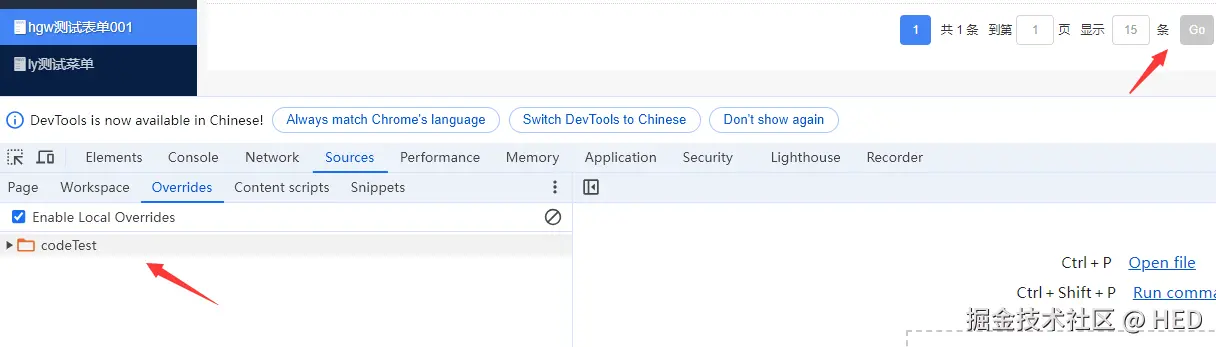 hgw测试表单001
1 共 1 条 到第 1 页 显示 15 条 Go
ly测试菜单
DevTools is now available in Chinese! Always match Chrome's language Switch DevTools to Chinese Don't show again
Elements Console Network Sources Performance Memory Application Security Lighthouse Recorder
Page Workspace Overrides Content scripts Snippets
Enable Local Overrides
codeTest
Ctrl + P Open file
Ctrl + Shift + P Run comma
掘金技术社区 @ HED